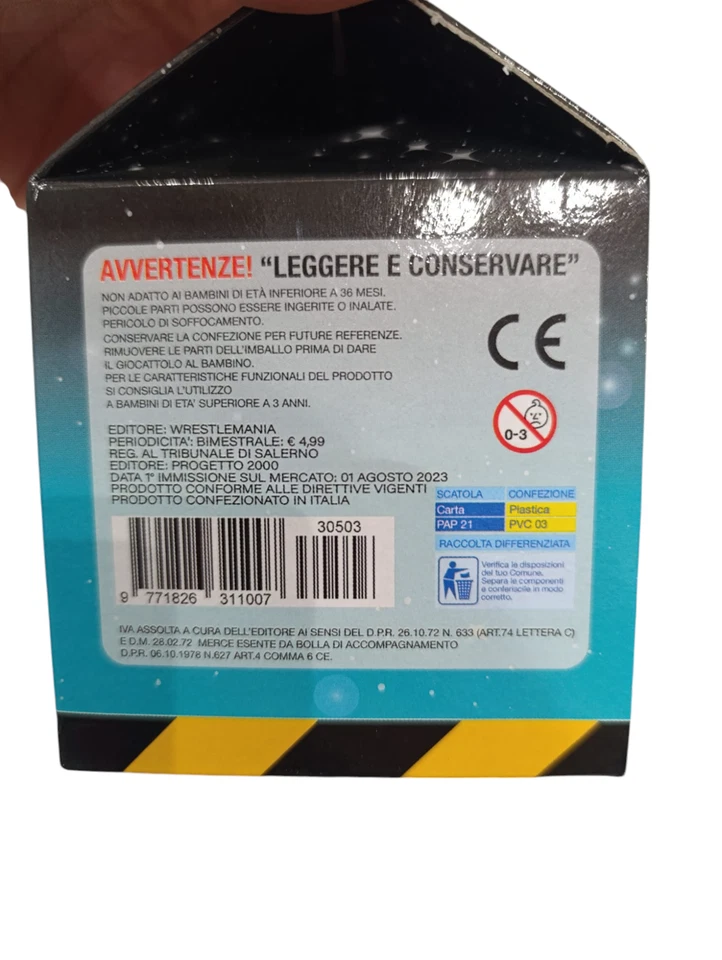 AVVERTENZE! “LEGGERE E CONSERVARE”
NON ADATTO AI BAMBINI DI ETÀ INFERIORE A 36 MESI.
PICCOLE PARTI POSSONO ESSERE INGERITE O INALATE.
PERICOLO DI SOFFOCAMENTO.
CONSERVARE LA CONFEZIONE PER FUTURE REFERENZE.
RIMUOVERE LE PARTI DELL'IMBALLO PRIMA DI DARE
IL GIOCATTOLO AL BAMBINO.
PER LE CARATTERISTICHE FUNZIONALI DEL PRODOTTO
SI CONSIGLIA L'UTILIZZO
A BAMBINI DI ETA' SUPERIORE A 3 ANNI.
CE
0-3
EDITORE: WRESTLEMANIA
PERIODICITA': BIMESTRALE: € 4,99
REG. AL TRIBUNALE DI SALERNO
EDITORE: PROGETTO 2000
DATA 1° IMMISSIONE SUL MERCATO: 01 AGOSTO 2023
PRODOTTO CONFORME ALLE DIRETTIVE VIGENTI
PRODOTTO CONFEZIONATO IN ITALIA
SCATOLA CONFEZIONE
Carta Plastica
PAP 21 PVC 03
RACCOLTA DIFFERENZIATA
Verifica le disposizioni
del tuo Comune.
Separa le componenti
e conferiscile in modo
corretto.
30503
9 771826 311007
IVA ASSOLTA A CURA DELL'EDITORE AI SENSI DEL D.P.R. 26.10.72 N. 633 (ART.74 LETTERA C)
E D.M. 28.02.72 MERCE ESENTE DA BOLLA DI ACCOMPAGNAMENTO
D.P.R. 06.10.1978 N.627 ART.4 COMMA 6 CE.